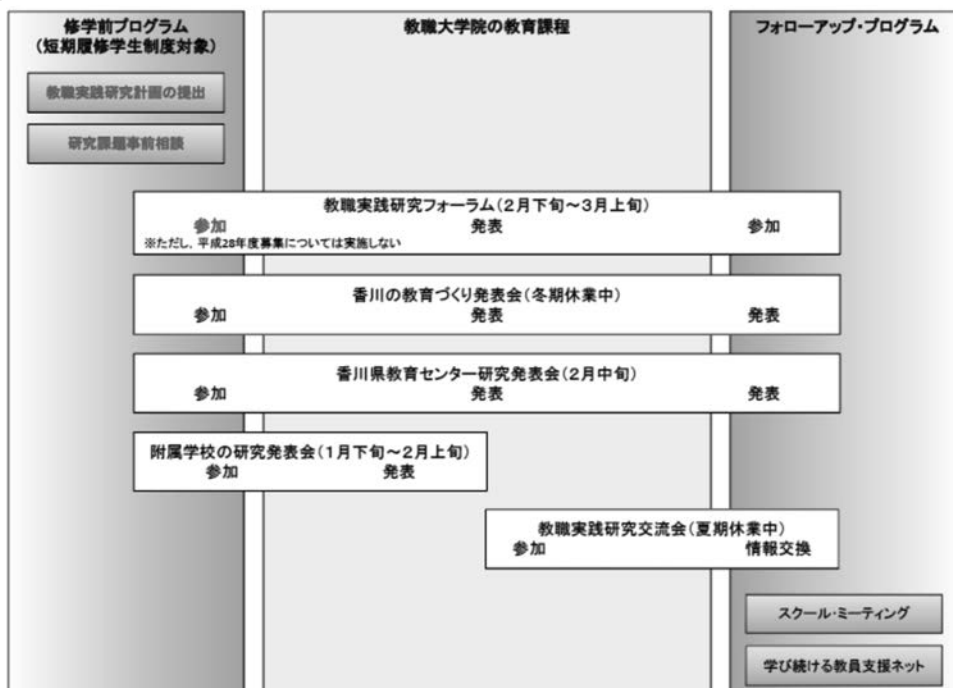 修学前プログラム
(短期履修学生制度対象)
教職大学院の教育課程
フォローアップ・プログラム
教職実践研究計画の提出
研究課題事前相談
教職実践研究フォーラム(2月下旬～3月上旬)
参加 発表 参加
※ただし、平成28年度募集については実施しない
香川の教育づくり発表会(冬期休業中)
参加 発表 発表
香川県教育センター研究発表会(2月中旬)
参加 発表 発表
附属学校の研究発表会(1月下旬～2月上旬)
参加 発表
教職実践研究交流会(夏期休業中)
参加 情報交換
スクール・ミーティング
学び続ける教員支援ネット